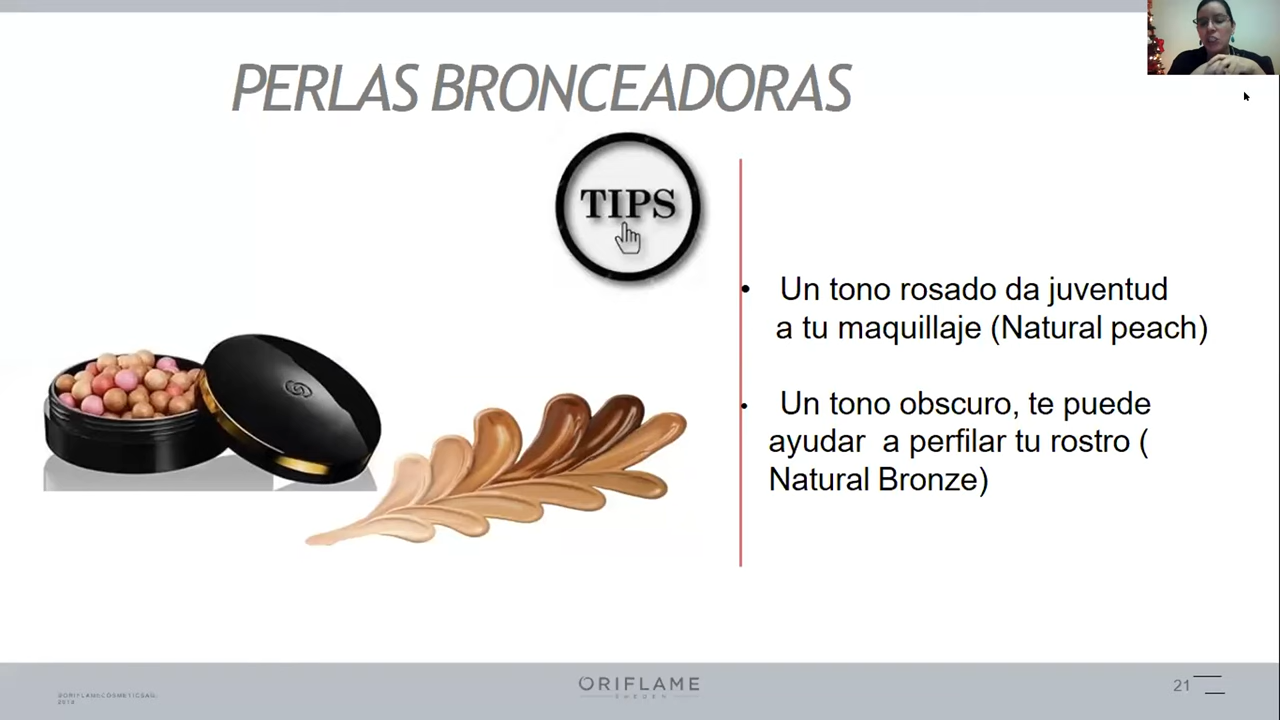 PERLAS BRONCEADORAS
TIPS
• Un tono rosado da juventud
a tu maquillaje (Natural peach)
• Un tono obscuro, te puede
ayudar a perfilar tu rostro (
Natural Bronze)
ORIFLAME
SWEDEN
21